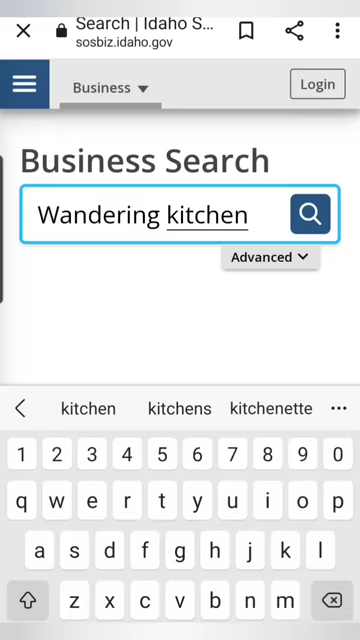 Search | Idaho S...
sosbiz.idaho.gov
Business
Login
Business Search
Wandering kitchen
Advanced
kitchen kitchens kitchenette
1 2 3 4 5 6 7 8 9 0
q w e r t y u i o p
a s d f g h j k l
z x c v b n m